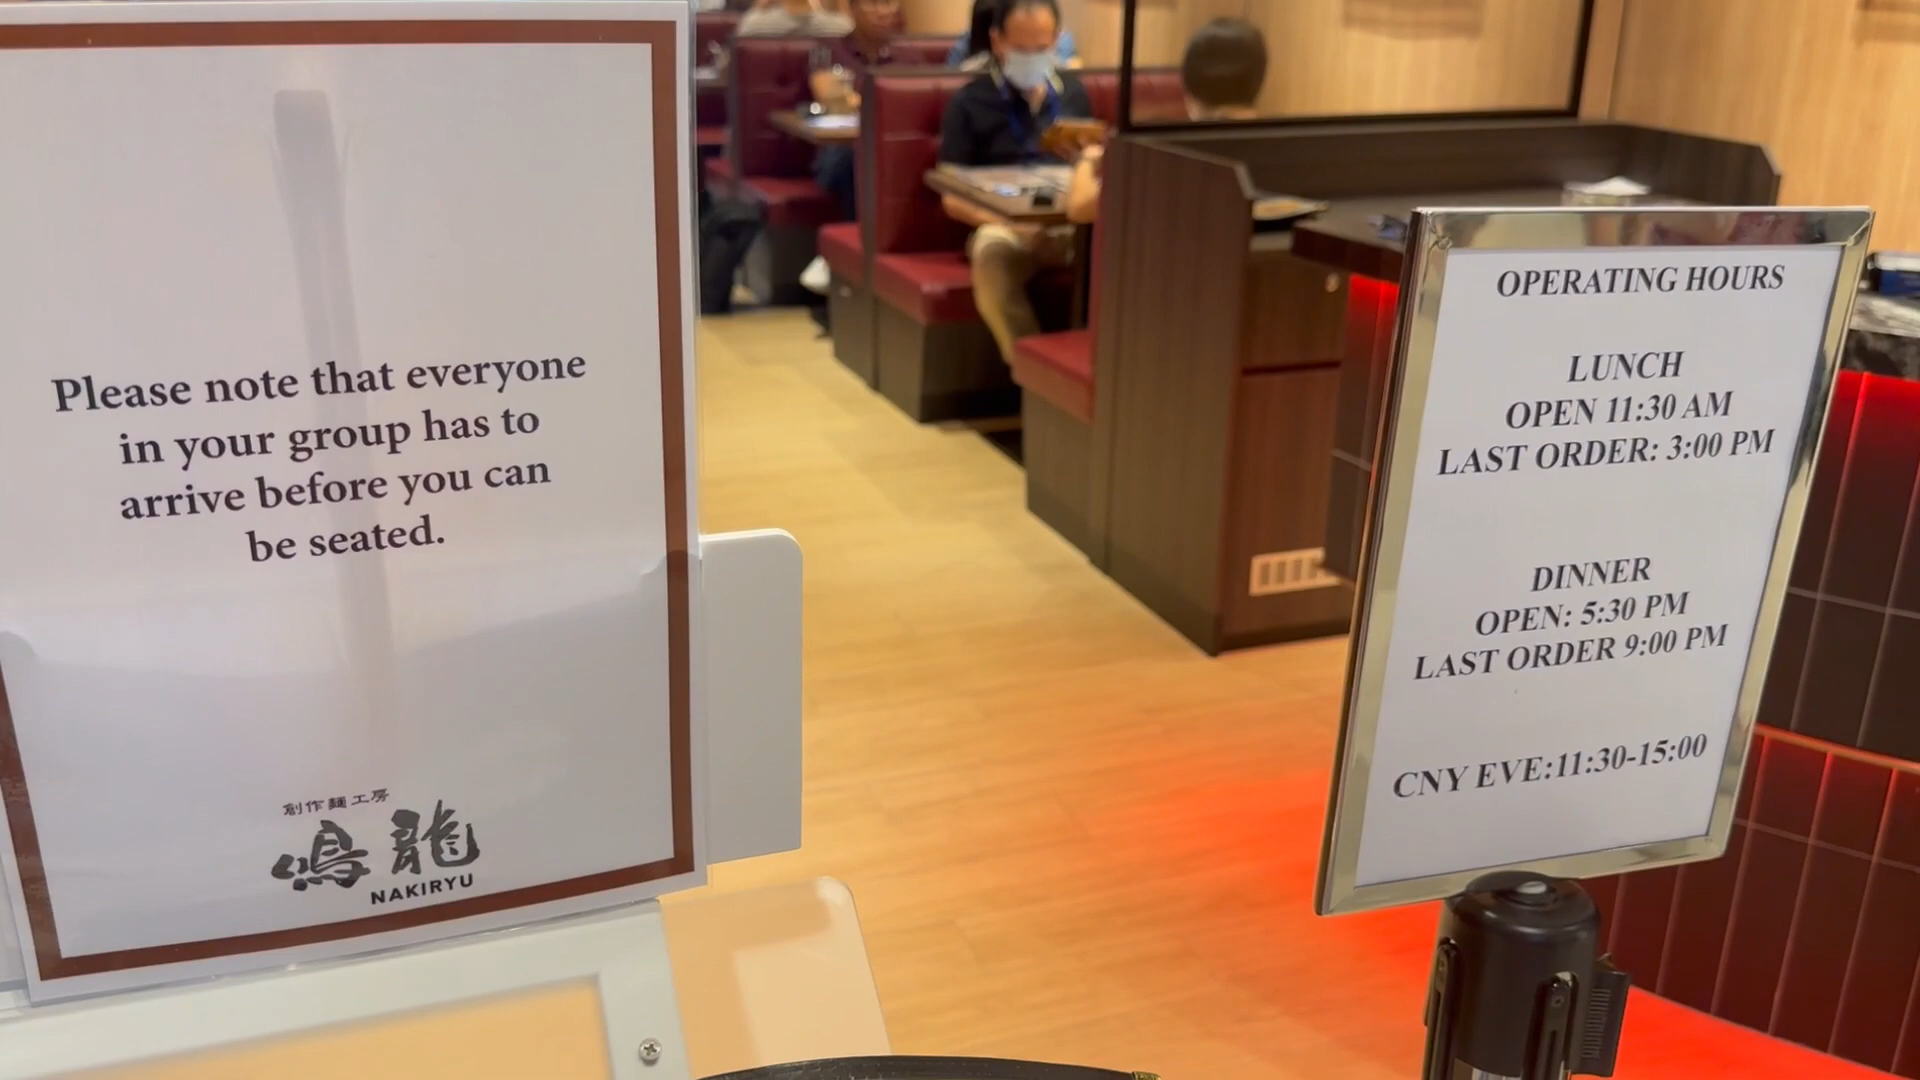 Please note that everyone
in your group has to
arrive before you can
be seated.
創作麺工房
鳴龍
NAKIRYU
OPERATING HOURS
LUNCH
OPEN 11:30 AM
LAST ORDER: 3:00 PM
DINNER
OPEN: 5:30 PM
LAST ORDER 9:00 PM
CNY EVE:11:30-15:00